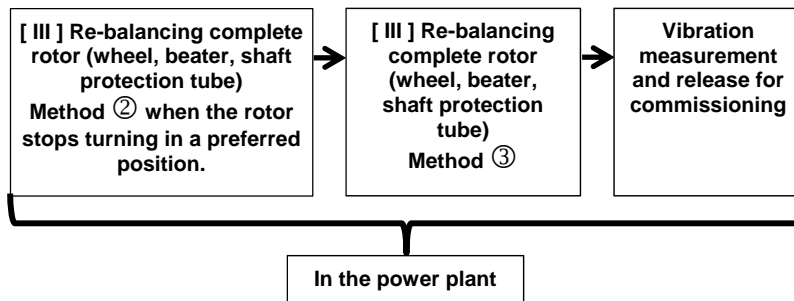 [ III ] Re-balancing complete
rotor (wheel, beater, shaft
protection tube)
Method ② when the rotor
stops turning in a preferred
position.
[ III ] Re-balancing
complete rotor
(wheel, beater,
shaft protection
tube)
Method ③
Vibration
measurement
and release for
commissioning
In the power plant